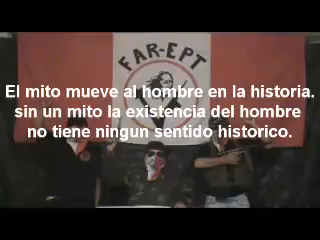 FAR-EPT
El mito mueve al hombre en la historia.
sin un mito la existencia del hombre
no tiene ningun sentido historico.